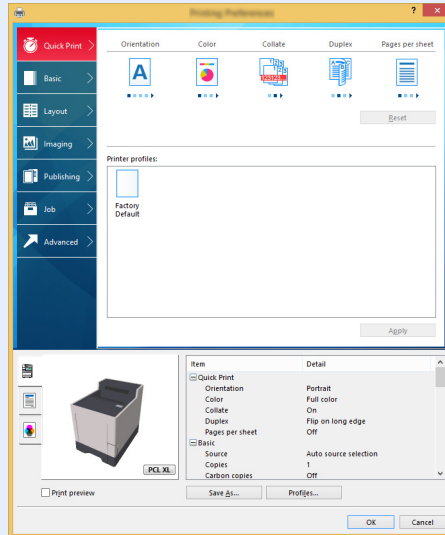 Printing Preferences
?
Quick Print
Basic
Layout
Imaging
Publishing
Job
Advanced
Orientation Color Collate Duplex Pages per sheet
A
Reset
Printer profiles:
Factory
Default
Apply
Item Detail
Quick Print
Orientation Portrait
Color Full color
Collate On
Duplex Flip on long edge
Pages per sheet Off
Basic
Source Auto source selection
Copies 1
Carbon copies Off
PCL XL
Print preview
Save As...
Profiles...
OK
Cancel